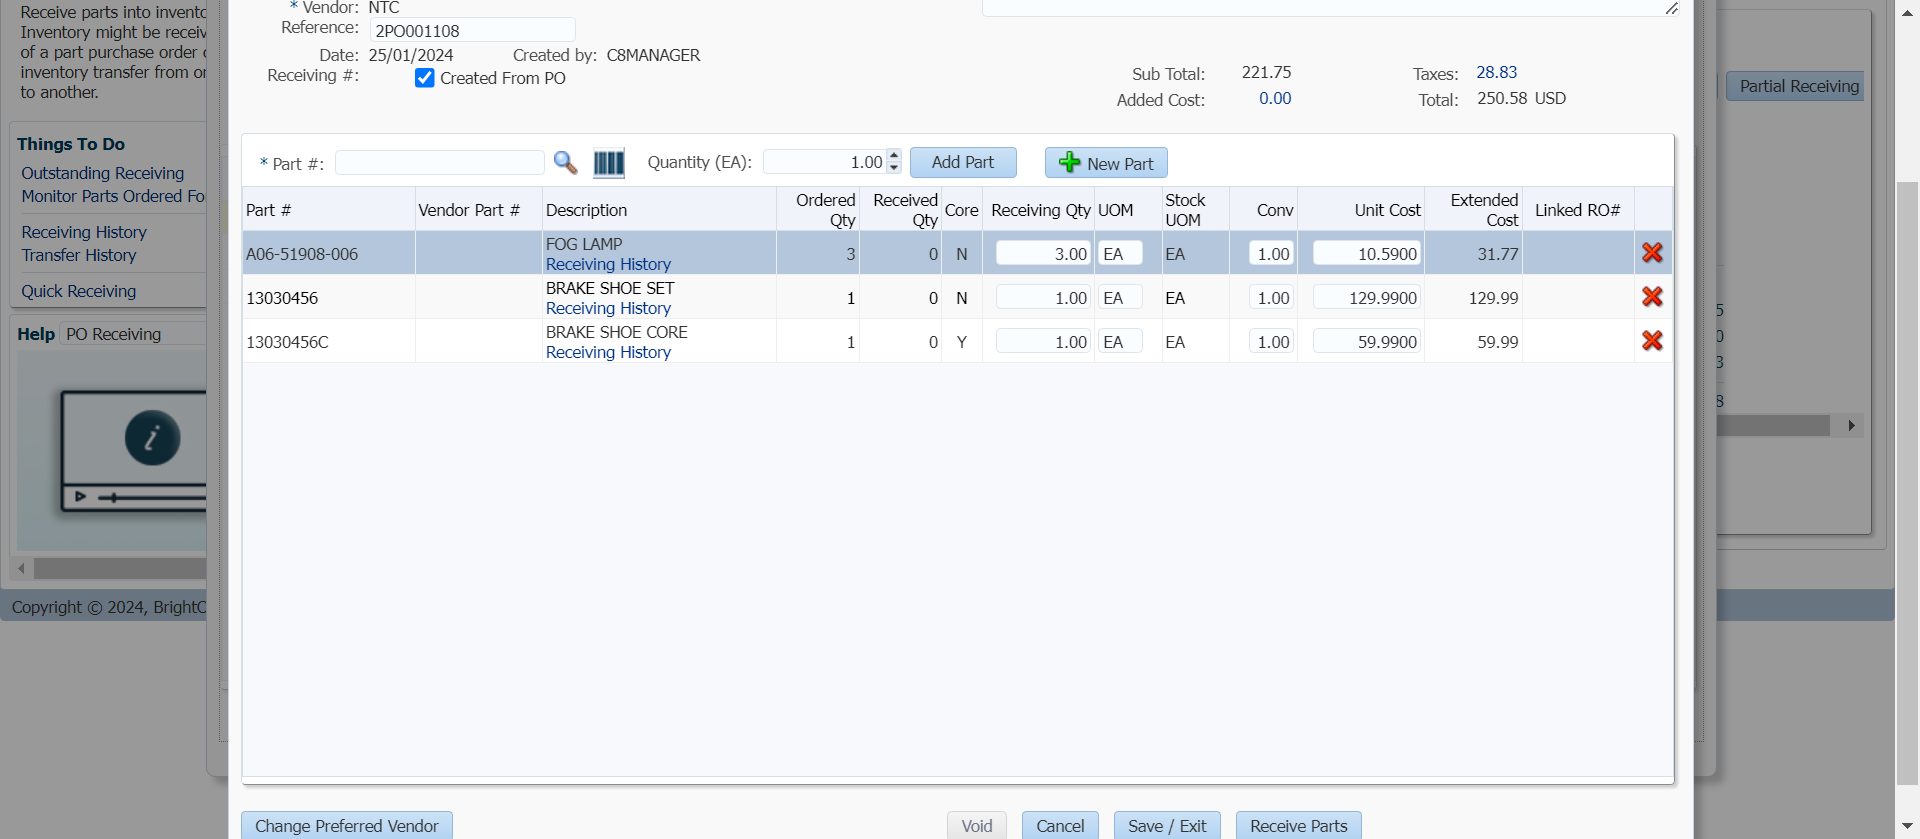 Receive parts into invento
Inventory might be receiv
of a part purchase order o
inventory transfer from or
to another.
Things To Do
Outstanding Receiving
Monitor Parts Ordered Fo
Receiving History
Transfer History
Quick Receiving
Help PO Receiving
Copyright © 2024, BrightO
* Vendor: NTC
Reference: 2PO001108
Date: 25/01/2024 Created by: C8MANAGER
Receiving #: Created From PO
Sub Total: 221.75 Taxes: 28.83
Added Cost: 0.00 Total: 250.58 USD
Partial Receiving
* Part #: Quantity (EA): 1.00 Add Part New Part
Part # Vendor Part # Description Ordered Qty Received Qty Core Receiving Qty UOM Stock UOM Conv Unit Cost Extended Cost Linked RO#
A06-51908-006 FOG LAMP 3 0 N 3.00 EA EA 1.00 10.5900 31.77
Receiving History
13030456 BRAKE SHOE SET 1 0 N 1.00 EA EA 1.00 129.9900 129.99
Receiving History
13030456C BRAKE SHOE CORE 1 0 Y 1.00 EA EA 1.00 59.9900 59.99
Receiving History
5
0
3
8
Change Preferred Vendor Void Cancel Save / Exit Receive Parts